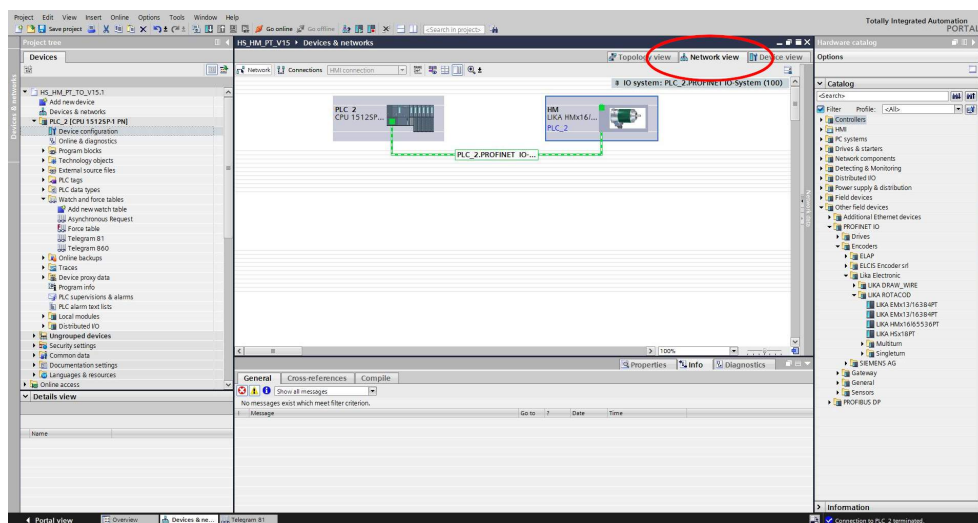 Project Edit View Insert Online Options Tools Window Help
Totally Integrated Automation
PORTAL
Save project Go online Go offline <Search in project>
Project tree
Devices
Devices & networks
HS_HM_PT_TO_V15.1
Add new device
Devices & networks
PLC_2 [CPU 1512SP-1 PN]
Device configuration
Online & diagnostics
Program blocks
Technology objects
External source files
PLC tags
PLC data types
Watch and force tables
Add new watch table
Asynchronous Request
Force table
Telegram 81
Telegram 860
Online backups
Traces
Device proxy data
Program info
PLC supervisions & alarms
PLC alarm text lists
Local modules
Distributed I/O
Ungrouped devices
Security settings
Common data
Documentation settings
Languages & resources
Online access
Details view
Name
HS_HM_PT_V15 Devices & networks
Topology view Network view Device view
Network Connections HMI connection
IO system: PLC_2.PROFINET IO-System (100)
PLC_2
CPU 1512SP...
HM
LIKA HMx16/...
PLC_2
PLC_2.PROFINET IO-...
Network data
100%
Properties Info Diagnostics
General Cross-references Compile
Show all messages
No messages exist which meet filter criterion.
! Message Go to ? Date Time
Hardware catalog
Options
Catalog
<Search>
Filter Profile: <All>
Controllers
HMI
PC systems
Drives & starters
Network components
Detecting & Monitoring
Distributed I/O
Power supply & distribution
Field devices
Other field devices
Additional Ethernet devices
PROFINET IO
Drives
Encoders
ELAP
ELCIS Encoder srl
Lika Electronic
LIKA DRAW_WIRE
LIKA ROTACOD
LIKA EMx13/16384PT
LIKA EMx13/16384PT
LIKA HMx16/65536PT
LIKA HSx18PT
Multiturn
Singleturn
SIEMENS AG
Gateway
General
Sensors
PROFIBUS DP
Information
Portal view Overview Devices & ne... Telegram 81
Connection to PLC_2 terminated.